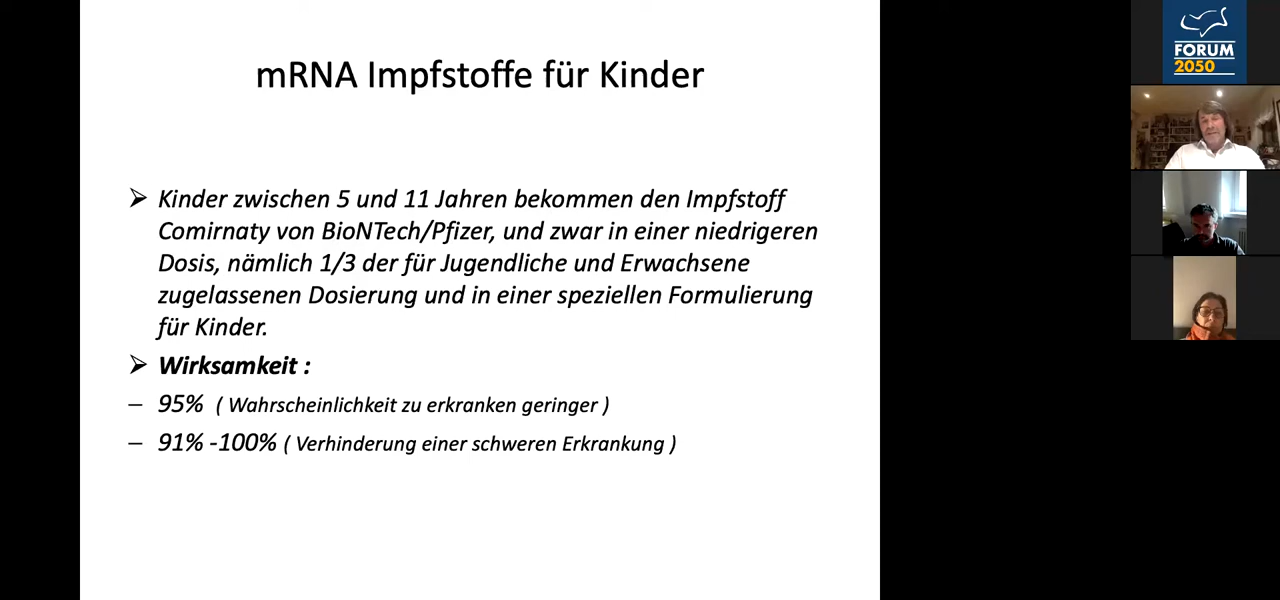 mRNA Impfstoffe für Kinder
Kinder zwischen 5 und 11 Jahren bekommen den Impfstoff
Comirnaty von BioNTech/Pfizer, und zwar in einer niedrigeren
Dosis, nämlich 1/3 der für Jugendliche und Erwachsene
zugelassenen Dosierung und in einer speziellen Formulierung
für Kinder.
Wirksamkeit :
– 95% ( Wahrscheinlichkeit zu erkranken geringer )
– 91% -100% ( Verhinderung einer schweren Erkrankung )
FORUM
2050